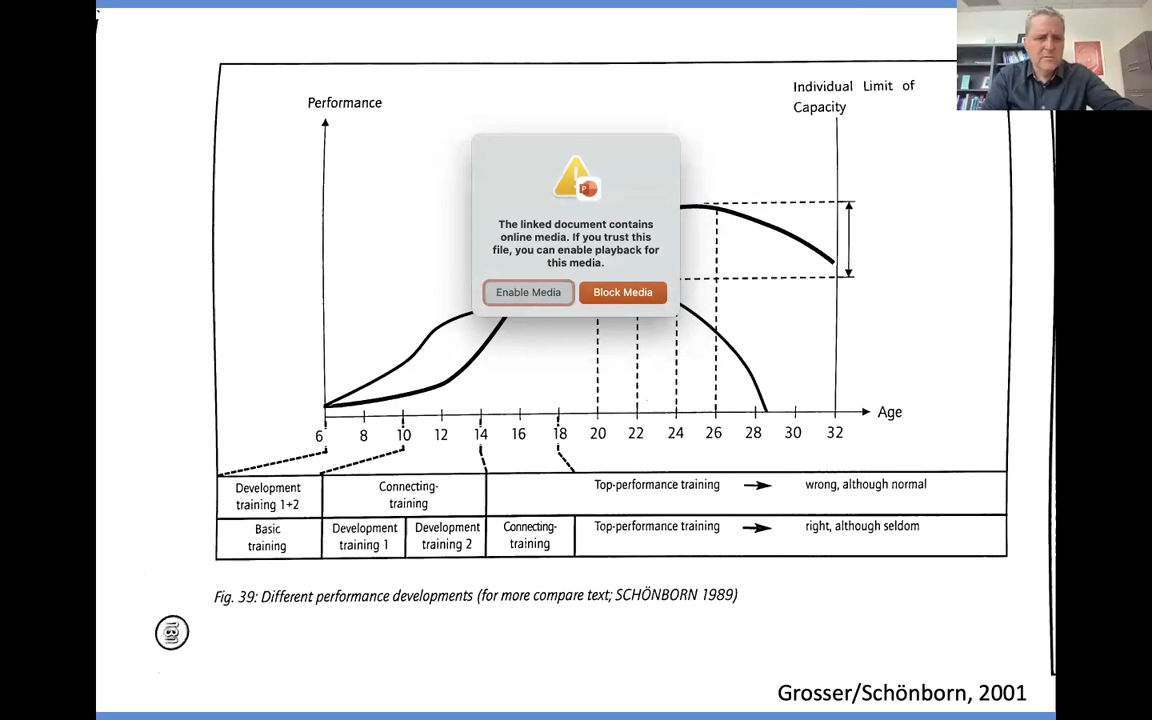 Performance
Individual Limit of
Capacity
The linked document contains
online media. If you trust this
file, you can enable playback for
this media.
Enable Media
Block Media
Age
6 8 10 12 14 16 18 20 22 24 26 28 30 32
Development
training 1+2
Connecting-
training
Top-performance training
wrong, although normal
Basic
training
Development
training 1
Development
training 2
Connecting-
training
Top-performance training
right, although seldom
Fig. 39: Different performance developments (for more compare text; SCHÖNBORN 1989)
Grosser/Schönborn, 2001